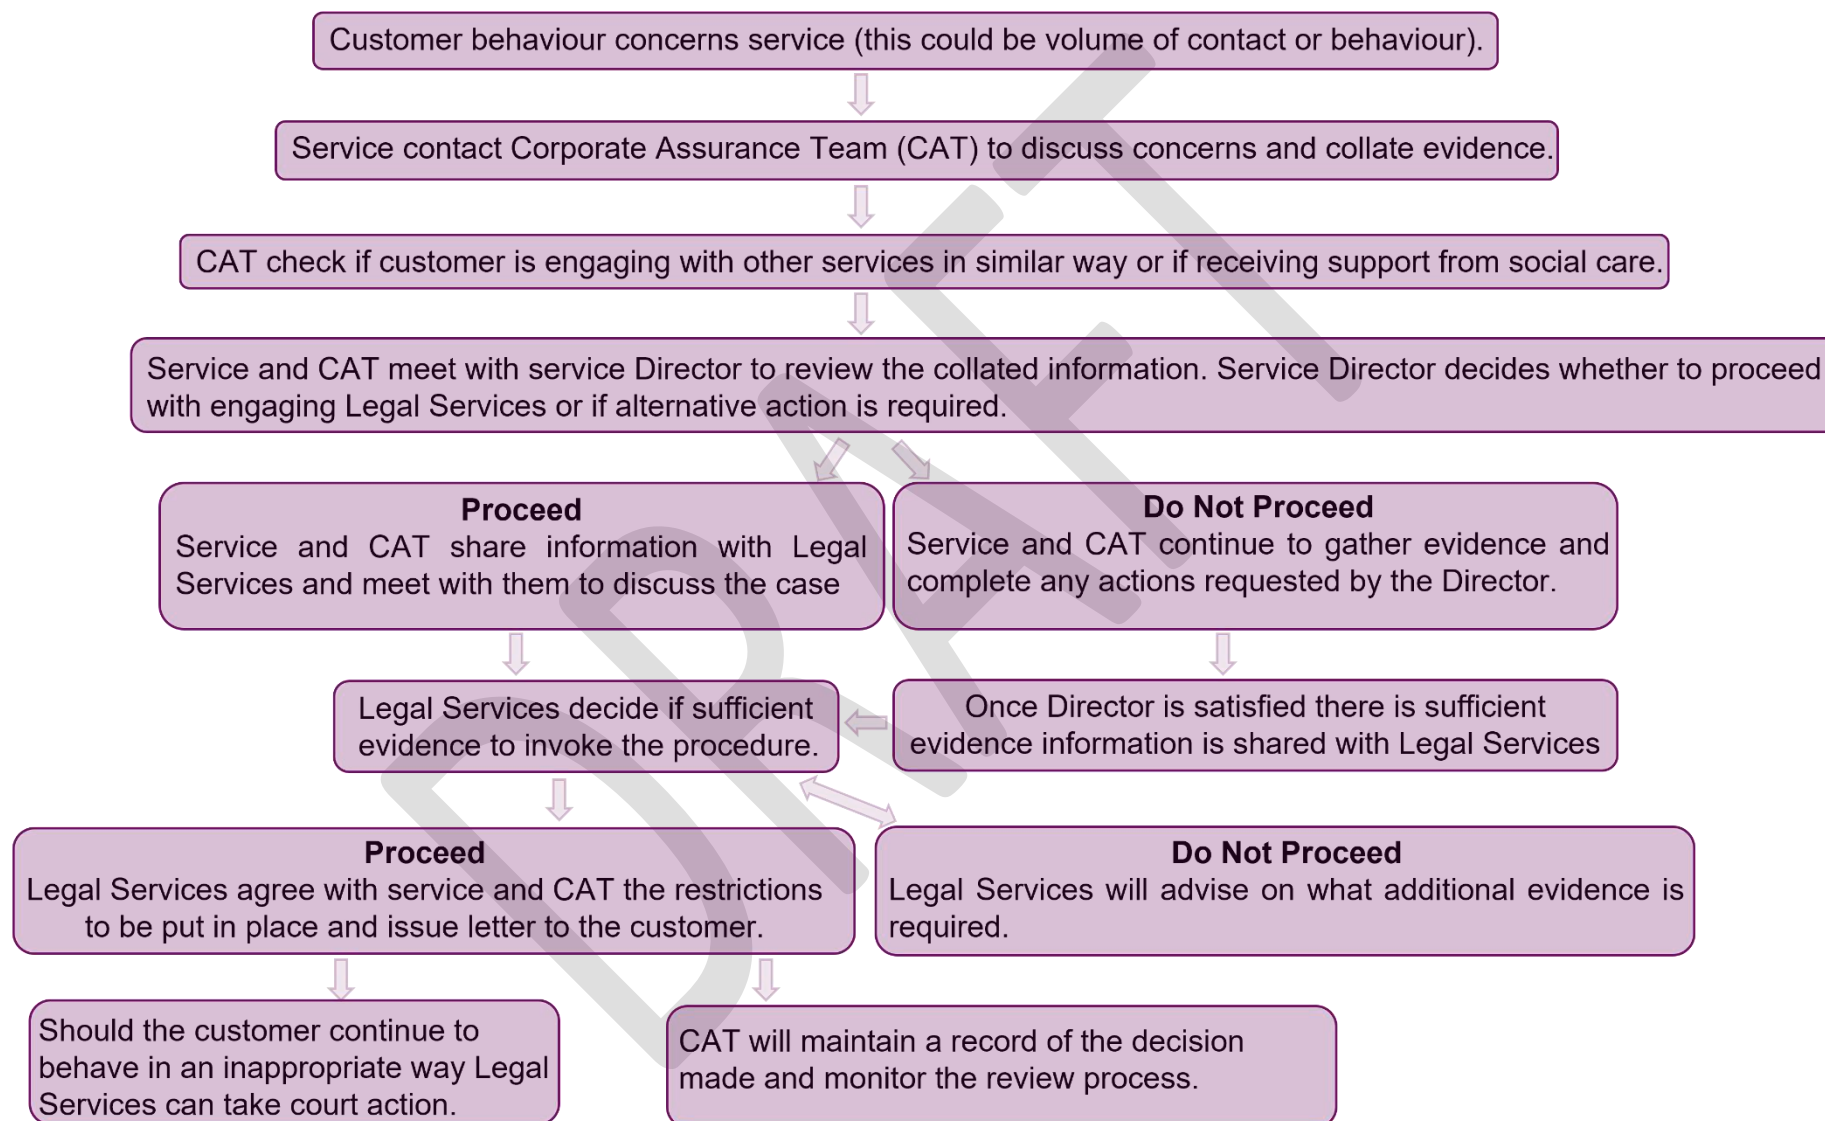 Customer behaviour concerns service (this could be volume of contact or behaviour).
Service contact Corporate Assurance Team (CAT) to discuss concerns and collate evidence.
CAT check if customer is engaging with other services in similar way or if receiving support from social care.
Service and CAT meet with service Director to review the collated information. Service Director decides whether to proceed
with engaging Legal Services or if alternative action is required.
Proceed
Service and CAT share information with Legal
Services and meet with them to discuss the case
Do Not Proceed
Service and CAT continue to gather evidence and
complete any actions requested by the Director.
Legal Services decide if sufficient
evidence to invoke the procedure.
Once Director is satisfied there is sufficient
evidence information is shared with Legal Services
Proceed
Legal Services agree with service and CAT the restrictions
to be put in place and issue letter to the customer.
Do Not Proceed
Legal Services will advise on what additional evidence is
required.
Should the customer continue to
behave in an inappropriate way Legal
Services can take court action.
CAT will maintain a record of the decision
made and monitor the review process.
DRAFT